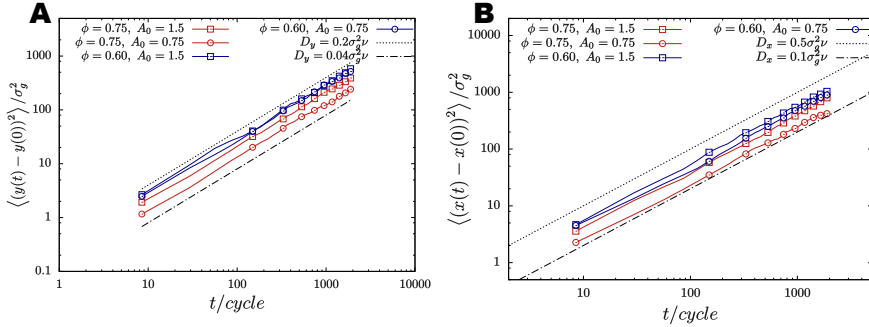 A
ϕ = 0.75, A₀ = 1.5
ϕ = 0.75, A₀ = 0.75
ϕ = 0.60, A₀ = 1.5
ϕ = 0.60, A₀ = 0.75
D_y = 0.2σ_g²ν
D_y = 0.04σ_g²ν
⟨(y(t) − y(0))²⟩/σ_g²
1000
100
10
1
0.1
1 10 100 1000 10000
t/cycle
B
ϕ = 0.75, A₀ = 1.5
ϕ = 0.75, A₀ = 0.75
ϕ = 0.60, A₀ = 1.5
ϕ = 0.60, A₀ = 0.75
D_x = 0.5σ_g²ν
D_x = 0.1σ_g²ν
⟨(x(t) − x(0))²⟩/σ_g²
10000
1000
100
10
1
10 100 1000
t/cycle